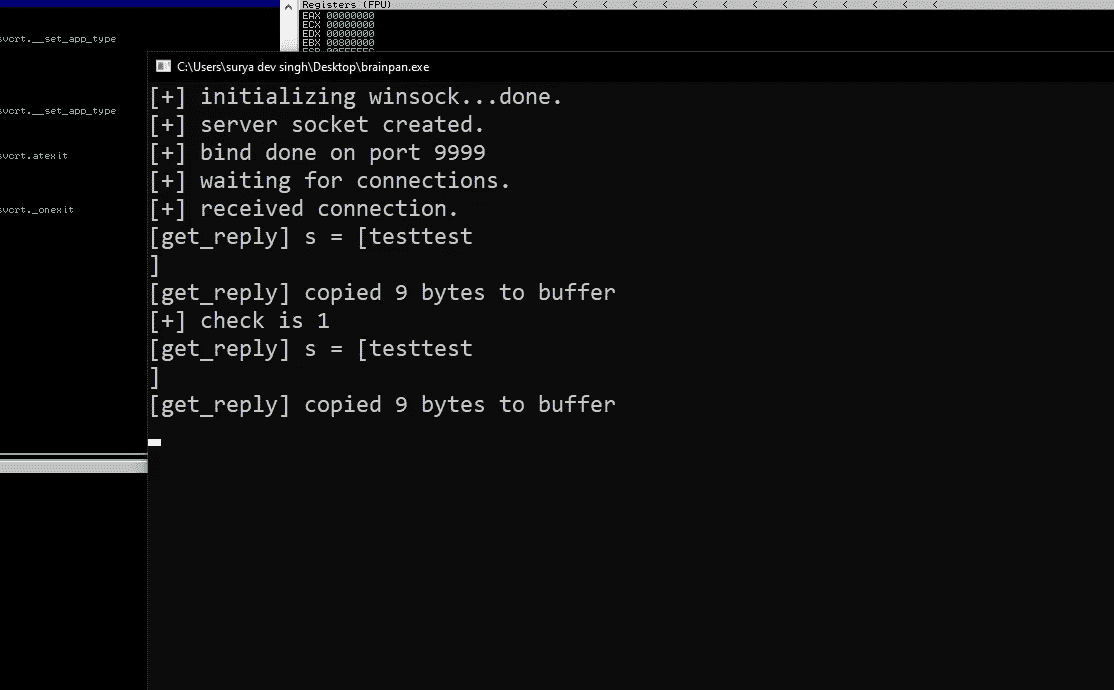 Registers (FPU) < < < < < < < < < < < < < <
EAX 00000000
ECX 00000000
EDX 00000000
EBX 00800000
svcrt.__set_app_type
svcrt.__set_app_type
svcrt.atexit
svcrt._onexit
C:\Users\surya dev singh\Desktop\brainpan.exe
[+] initializing winsock...done.
[+] server socket created.
[+] bind done on port 9999
[+] waiting for connections.
[+] received connection.
[get_reply] s = [testtest
]
[get_reply] copied 9 bytes to buffer
[+] check is 1
[get_reply] s = [testtest
]
[get_reply] copied 9 bytes to buffer